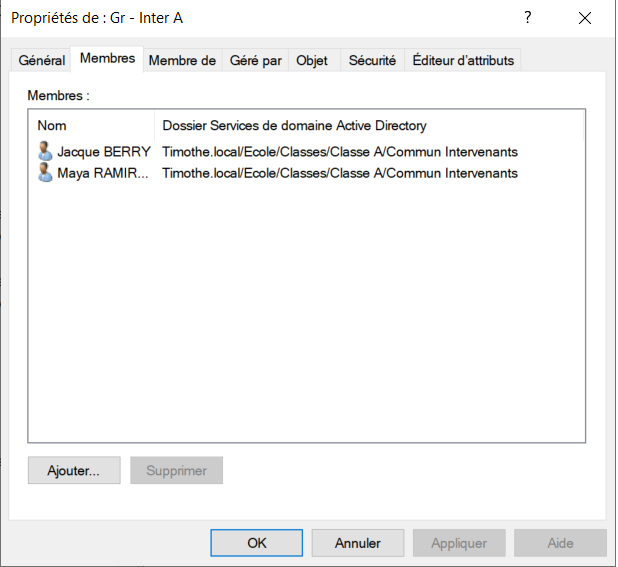 Propriétés de : Gr - Inter A ?
Général Membres Membre de Géré par Objet Sécurité Éditeur d'attributs
Membres :
Nom Dossier Services de domaine Active Directory
Jacque BERRY Timothe.local/Ecole/Classes/Classe A/Commun Intervenants
Maya RAMIR... Timothe.local/Ecole/Classes/Classe A/Commun Intervenants
Ajouter... Supprimer
OK Annuler Appliquer Aide